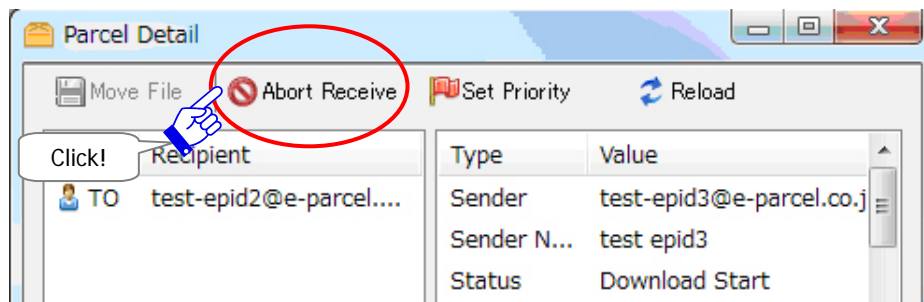 Parcel Detail
Move File Abort Receive Set Priority Reload
Click! Recipient Type Value
TO test-epid2@e-parcel.... Sender test-epid3@e-parcel.co.j
Sender N... test epid3
Status Download Start